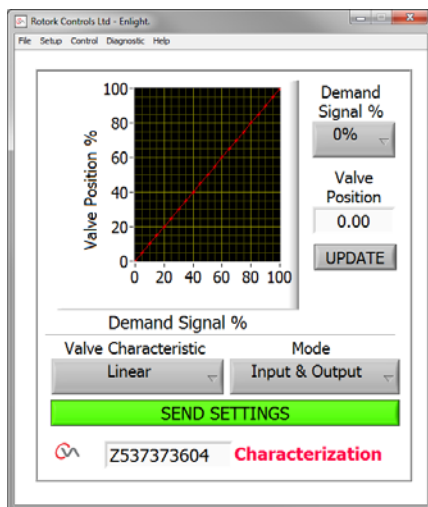 Rotork Controls Ltd - Enlight.
File Setup Control Diagnostic Help
Demand
Signal %
0%
Valve
Position
0.00
UPDATE
Valve Position %
100
80
60
40
20
0
0 20 40 60 80 100
Demand Signal %
Valve Characteristic
Linear
Mode
Input & Output
SEND SETTINGS
Z537373604
Characterization